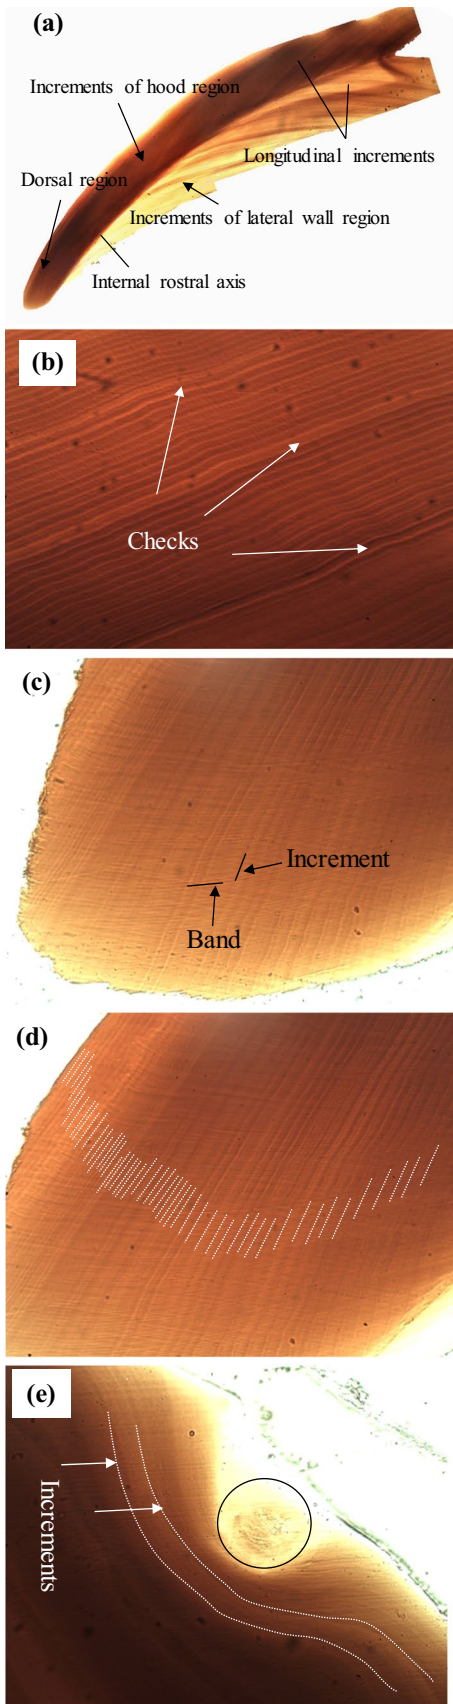 (a)
Increments of hood region
Longitudinal increments
Dorsal region
Increments of lateral wall region
Internal rostral axis
(b)
Checks
(c)
Increment
Band
(d)
(e)
Increments